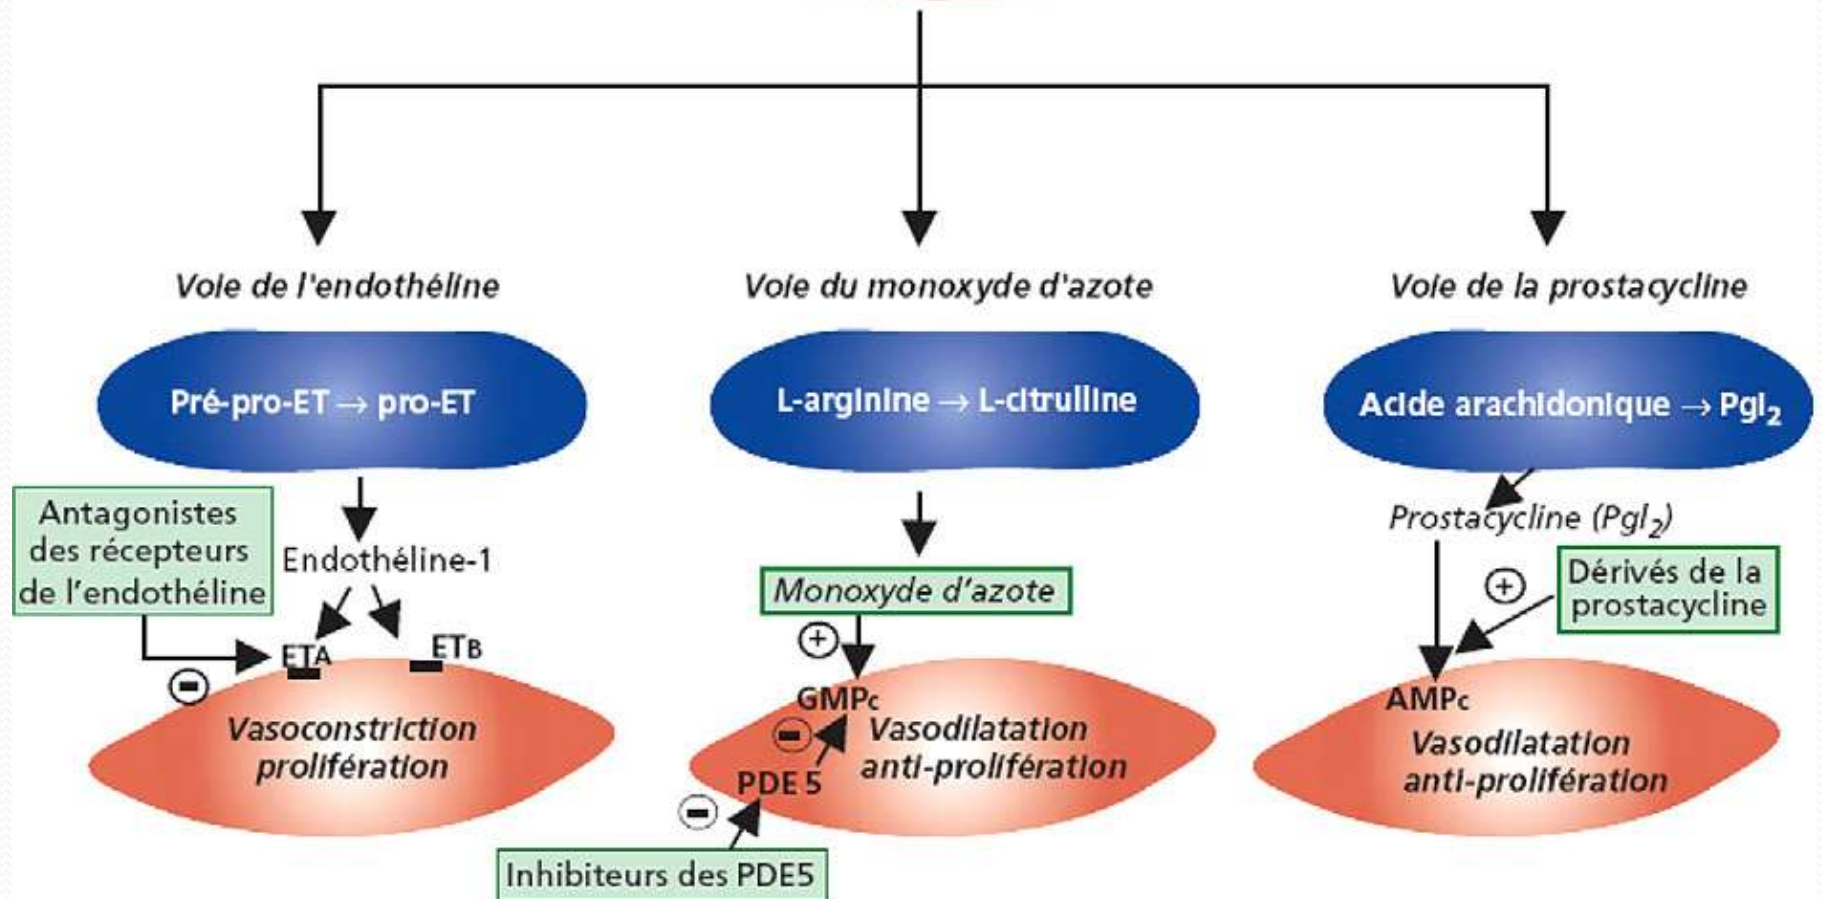 Voie de l'endothéline
Voie du monoxyde d'azote
Voie de la prostacycline
Pré-pro-ET → pro-ET
L-arginine → L-citrulline
Acide arachidonique → PgI2
Antagonistes
des récepteurs
de l'endothéline
Endothéline-1
ETA
ETB
-
Vasoconstriction
prolifération
Monoxyde d'azote
+
GMPc
-
Vasodilatation
anti-prolifération
PDE 5
-
Inhibiteurs des PDE5
Prostacycline (PgI2)
+
Dérivés de la
prostacycline
AMPc
Vasodilatation
anti-prolifération